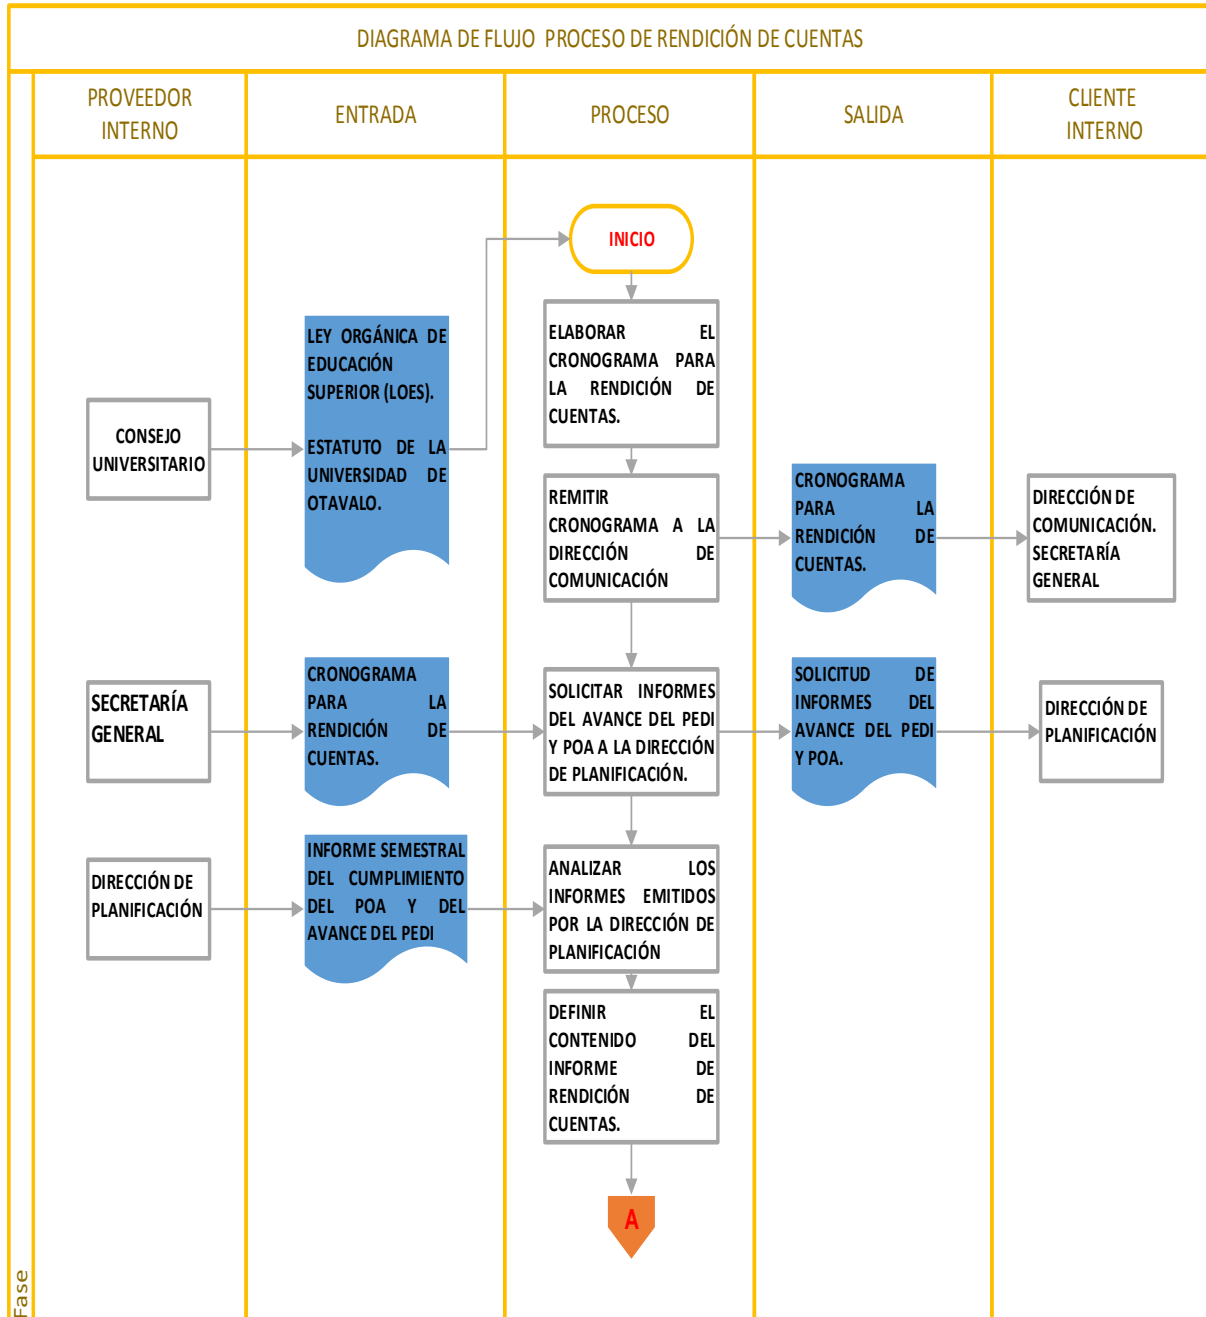 DIAGRAMA DE FLUJO PROCESO DE RENDICIÓN DE CUENTAS
PROVEEDOR
INTERNO
ENTRADA
PROCESO
SALIDA
CLIENTE
INTERNO
INICIO
ELABORAR EL
CRONOGRAMA PARA
LA RENDICIÓN DE
CUENTAS.
LEY ORGÁNICA DE
EDUCACIÓN
SUPERIOR (LOES).
ESTATUTO DE LA
UNIVERSIDAD DE
OTAVALO.
CONSEJO
UNIVERSITARIO
REMITIR
CRONOGRAMA A LA
DIRECCIÓN DE
COMUNICACIÓN
CRONOGRAMA
PARA LA
RENDICIÓN DE
CUENTAS.
DIRECCIÓN DE
COMUNICACIÓN.
SECRETARÍA
GENERAL
SECRETARÍA
GENERAL
CRONOGRAMA
PARA LA
RENDICIÓN DE
CUENTAS.
SOLICITAR INFORMES
DEL AVANCE DEL PEDI
Y POA A LA DIRECCIÓN
DE PLANIFICACIÓN.
SOLICITUD DE
INFORMES DEL
AVANCE DEL PEDI
Y POA.
DIRECCIÓN DE
PLANIFICACIÓN
DIRECCIÓN DE
PLANIFICACIÓN
INFORME SEMESTRAL
DEL CUMPLIMIENTO
DEL POA Y DEL
AVANCE DEL PEDI
ANALIZAR LOS
INFORMES EMITIDOS
POR LA DIRECCIÓN DE
PLANIFICACIÓN
DEFINIR EL
CONTENIDO DEL
INFORME DE
RENDICIÓN DE
CUENTAS.
A
Fase